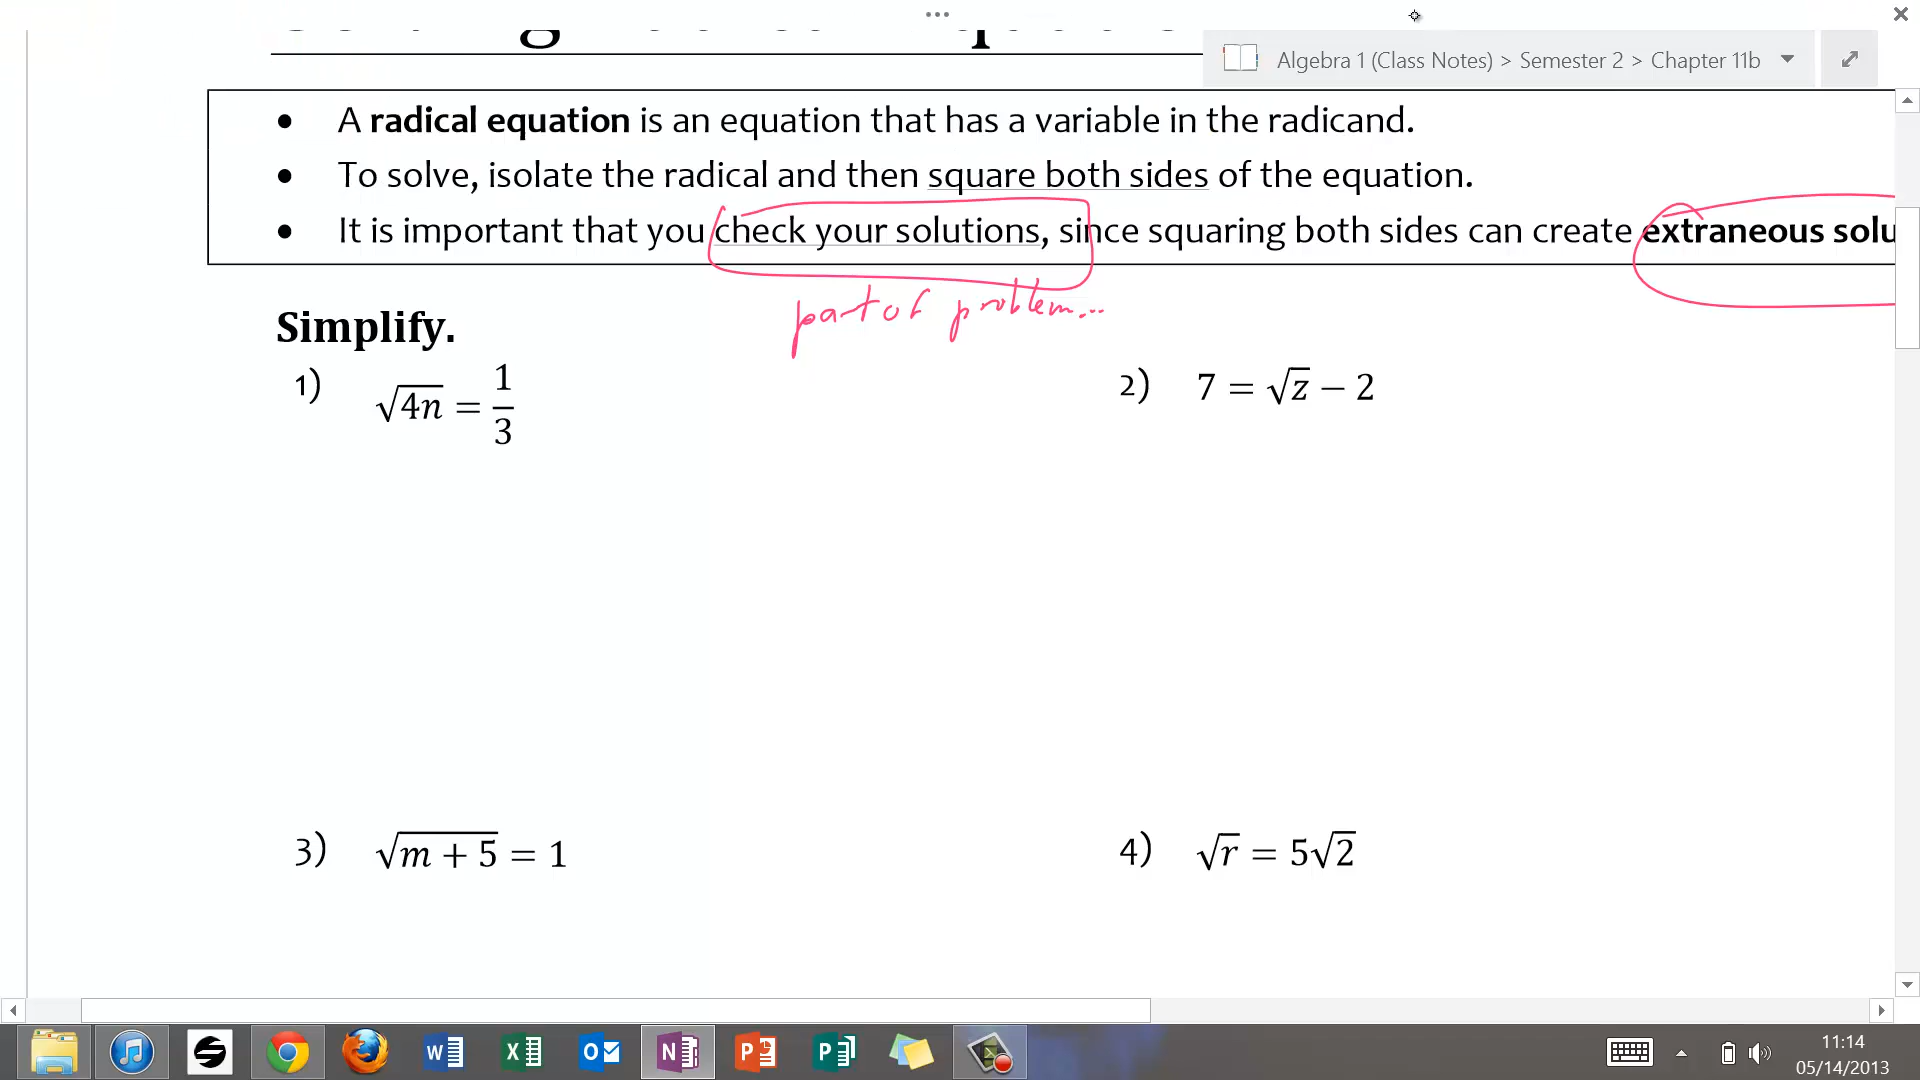 Algebra 1 (Class Notes) > Semester 2 > Chapter 11b
• A radical equation is an equation that has a variable in the radicand.
• To solve, isolate the radical and then square both sides of the equation.
• It is important that you check your solutions, since squaring both sides can create extraneous solu
part of problem...
Simplify.
1) √4n = 1/3
2) 7 = √z − 2
3) √m + 5 = 1
4) √r = 5√2
11:14
05/14/2013